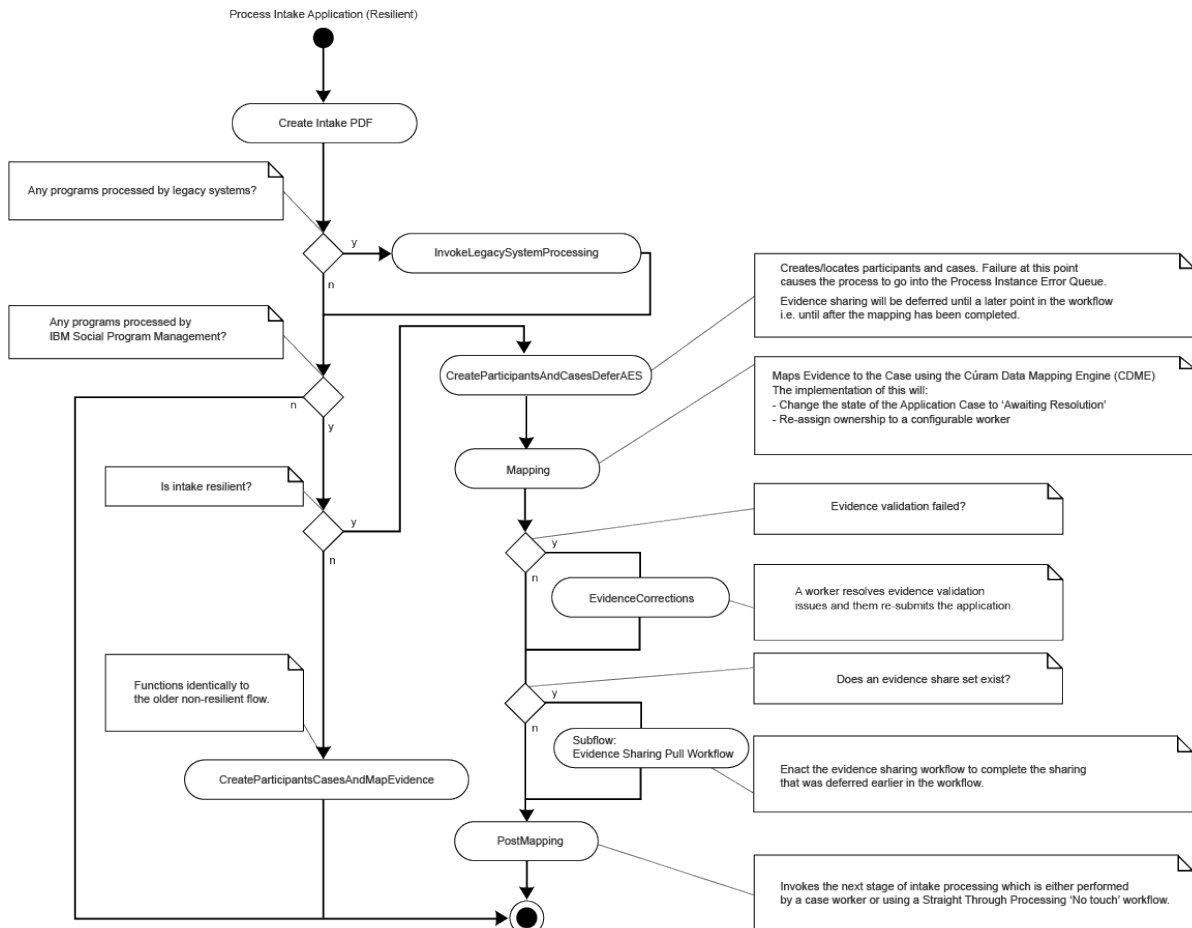 Process Intake Application (Resilient)
Create Intake PDF
Any programs processed by legacy systems?
y
InvokeLegacySystemProcessing
n
Creates/locates participants and cases. Failure at this point
causes the process to go into the Process Instance Error Queue.
Evidence sharing will be deferred until a later point in the workflow
i.e. until after the mapping has been completed.
Any programs processed by
IBM Social Program Management?
CreateParticipantsAndCasesDeferAES
n
y
Maps Evidence to the Case using the Cúram Data Mapping Engine (CDME)
The implementation of this will:
- Change the state of the Application Case to ‘Awaiting Resolution’
- Re-assign ownership to a configurable worker
Mapping
Is intake resilient?
y
n
Evidence validation failed?
y
n
EvidenceCorrections
A worker resolves evidence validation
issues and them re-submits the application.
Functions identically to
the older non-resilient flow.
Does an evidence share set exist?
y
n
Subflow:
Evidence Sharing Pull Workflow
CreateParticipantsCasesAndMapEvidence
Enact the evidence sharing workflow to complete the sharing
that was deferred earlier in the workflow.
PostMapping
Invokes the next stage of intake processing which is either performed
by a case worker or using a Straight Through Processing ‘No touch’ workflow.